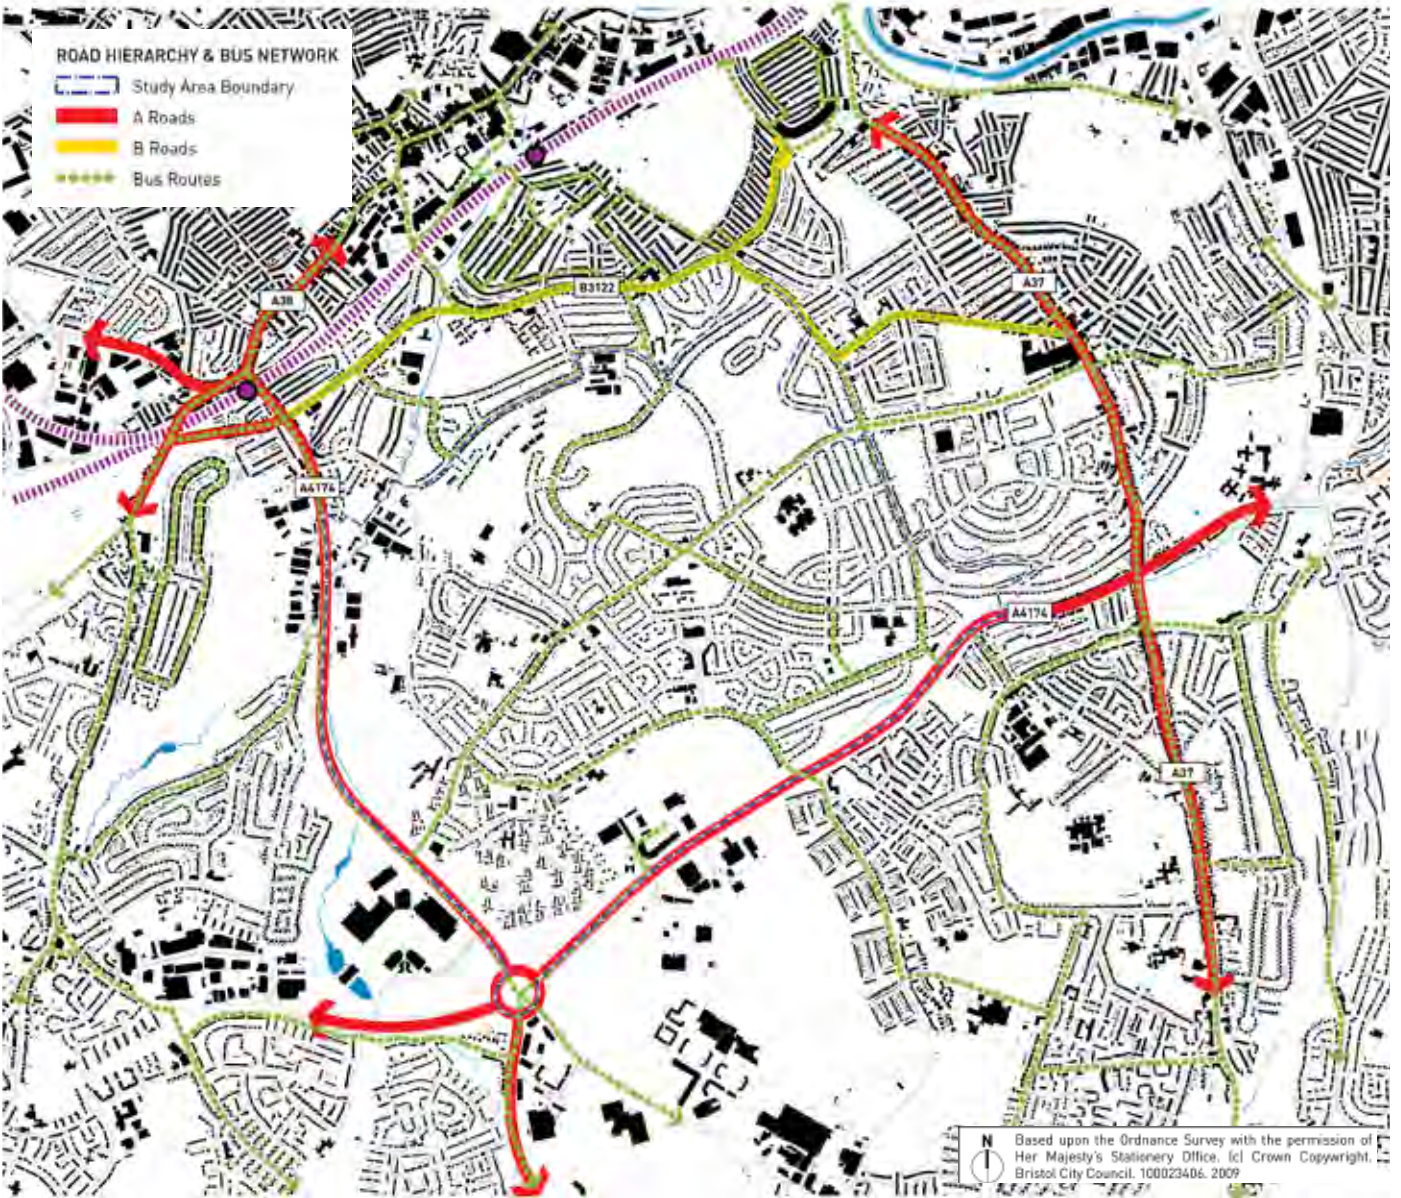 ROAD HIERARCHY & BUS NETWORK
Study Area Boundary
A Roads
B Roads
Bus Routes
A38
A37
B3122
A4174
A4174
A37
N
Based upon the Ordnance Survey with the permission of
Her Majesty's Stationery Office. (c) Crown Copywright.
Bristol City Council. 100023406. 2009